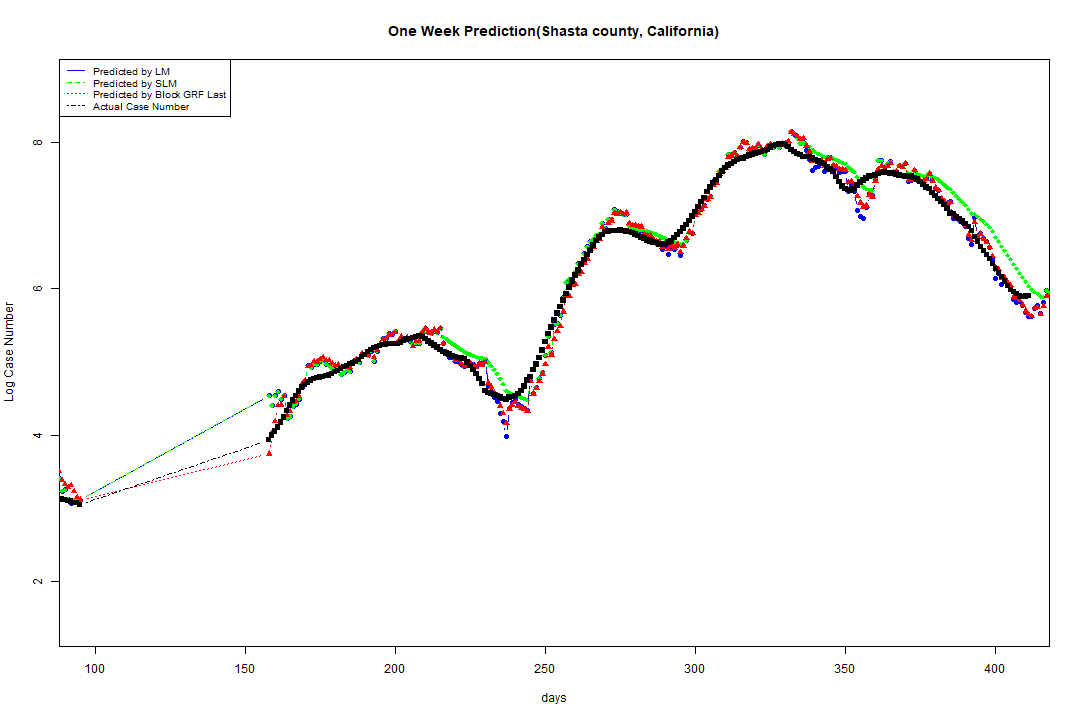 One Week Prediction(Shasta county, California)
Predicted by LM
Predicted by SLM
Predicted by Block GRF Last
Actual Case Number
8
6
4
2
Log Case Number
100 150 200 250 300 350 400
days